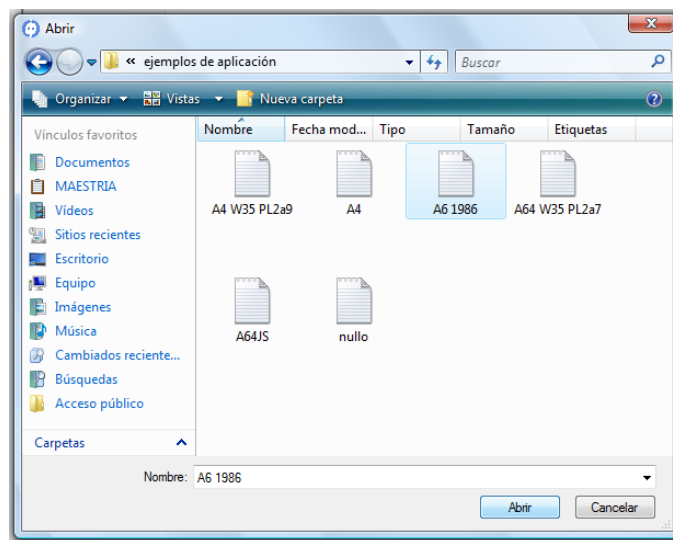 Abrir
« ejemplos de aplicación
Buscar
Organizar Vistas Nueva carpeta
Vínculos favoritos
Nombre Fecha mod... Tipo Tamaño Etiquetas
Documentos
MAESTRIA
Vídeos
Sitios recientes
Escritorio
Equipo
Imágenes
Música
Cambiados reciente...
Búsquedas
Acceso público
Carpetas
A4 W35 PL2a9 A4 A6 1986 A64 W35 PL2a7
A64JS nullo
Nombre: A6 1986
Abrir Cancelar